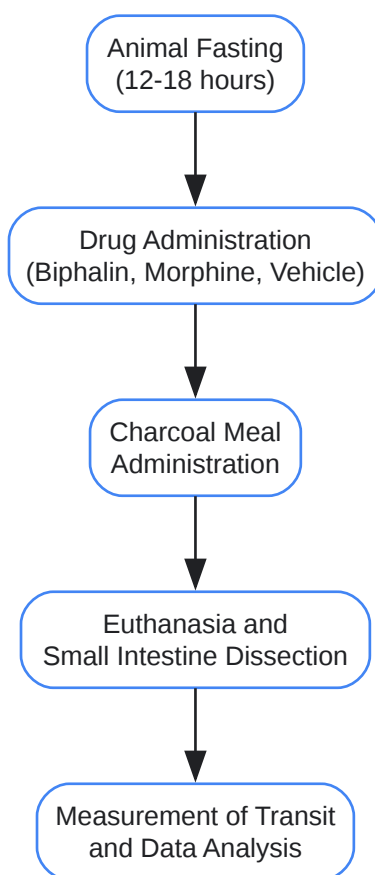 Animal Fasting
(12-18 hours)
Drug Administration
(Biphalin, Morphine, Vehicle)
Charcoal Meal
Administration
Euthanasia and
Small Intestine Dissection
Measurement of Transit
and Data Analysis